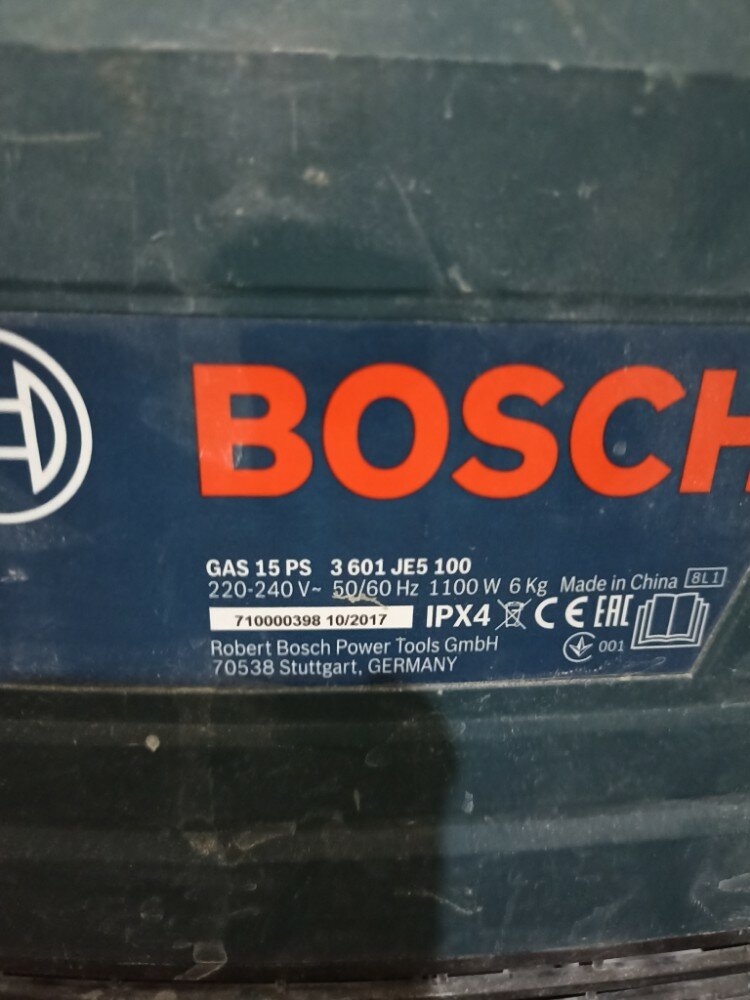 BOSCH
GAS 15 PS 3 601 JE5 100
220-240 V~ 50/60 Hz 1100 W 6 Kg Made in China 8L1
710000398 10/2017 IPX4 CE EAC
Robert Bosch Power Tools GmbH 001
70538 Stuttgart, GERMANY